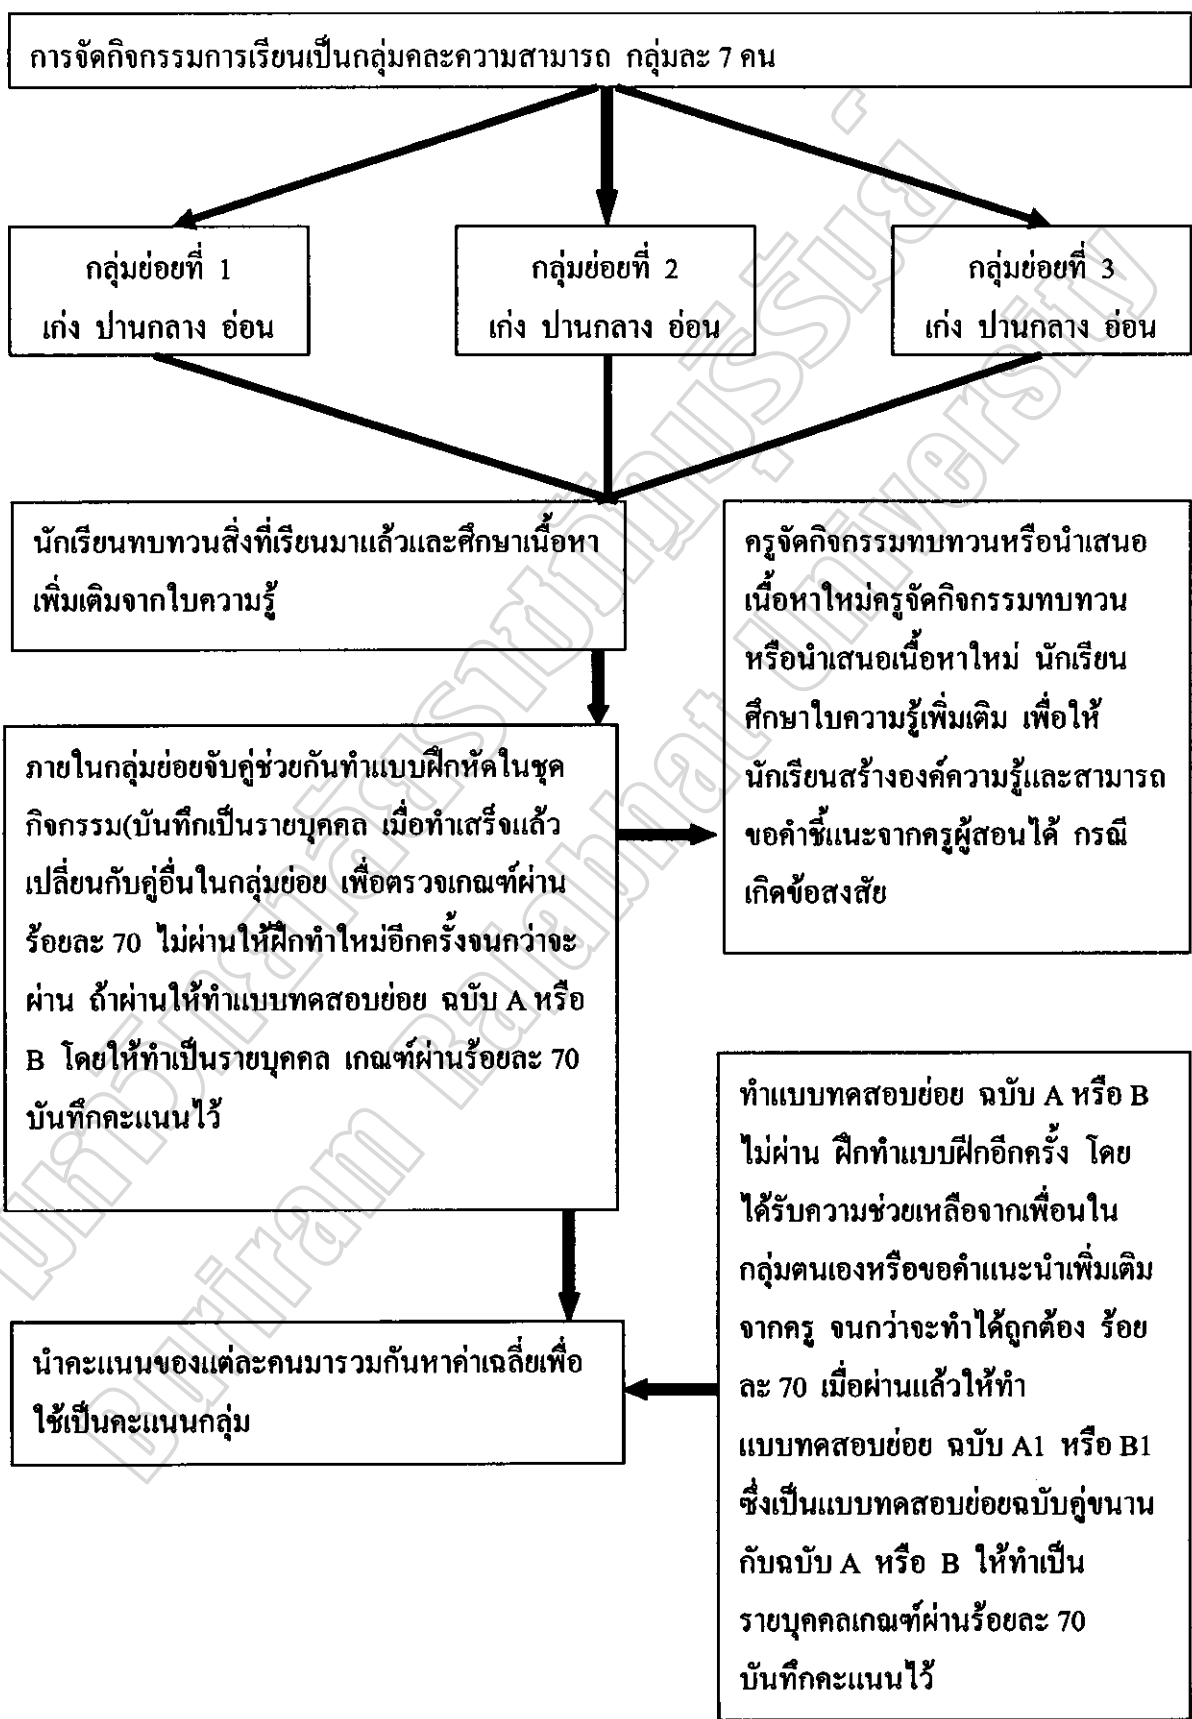 การจัดกิจกรรมการเรียนเป็นกลุ่มคละความสามารถ กลุ่มละ 7 คน
กลุ่มย่อยที่ 1
เก่ง ปานกลาง อ่อน
กลุ่มย่อยที่ 2
เก่ง ปานกลาง อ่อน
กลุ่มย่อยที่ 3
เก่ง ปานกลาง อ่อน
นักเรียนทบทวนสิ่งที่เรียนมาแล้วและศึกษาเนื้อหา
เพิ่มเติมจากใบความรู้
ครูจัดกิจกรรมทบทวนหรือนำเสนอ
เนื้อหาใหม่ครูจัดกิจกรรมทบทวน
หรือนำเสนอเนื้อหาใหม่ นักเรียน
ศึกษาใบความรู้เพิ่มเติม เพื่อให้
นักเรียนสร้างองค์ความรู้และสามารถ
ขอคำชี้แนะจากครูผู้สอนได้ กรณี
เกิดข้อสงสัย
ภายในกลุ่มย่อยจับคู่ช่วยกันทำแบบฝึกหัดในชุด
กิจกรรม(บันทึกเป็นรายบุคคล เมื่อทำเสร็จแล้ว
เปลี่ยนกับคู่อื่นในกลุ่มย่อย เพื่อตรวจเกณฑ์ผ่าน
ร้อยละ 70 ไม่ผ่านให้ฝึกทำใหม่อีกครั้งจนกว่าจะ
ผ่าน ถ้าผ่านให้ทำแบบทดสอบย่อย ฉบับ A หรือ
B โดยให้ทำเป็นรายบุคคล เกณฑ์ผ่านร้อยละ 70
บันทึกคะแนนไว้
ทำแบบทดสอบย่อย ฉบับ A หรือ B
ไม่ผ่าน ฝึกทำแบบฝึกอีกครั้ง โดย
ได้รับความช่วยเหลือจากเพื่อนใน
กลุ่มตนเองหรือขอคำแนะนำเพิ่มเติม
จากครู จนกว่าจะทำได้ถูกต้อง ร้อย
ละ 70 เมื่อผ่านแล้วให้ทำ
แบบทดสอบย่อย ฉบับ A1 หรือ B1
ซึ่งเป็นแบบทดสอบย่อยฉบับคู่ขนาน
กับฉบับ A หรือ B ให้ทำเป็น
รายบุคคลเกณฑ์ผ่านร้อยละ 70
บันทึกคะแนนไว้
นำคะแนนของแต่ละคนมารวมกันหาค่าเฉลี่ยเพื่อ
ใช้เป็นคะแนนกลุ่ม
มหาวิทยาลัยราชภัฏบุรีรัมย์
Buriram Rajabhat University